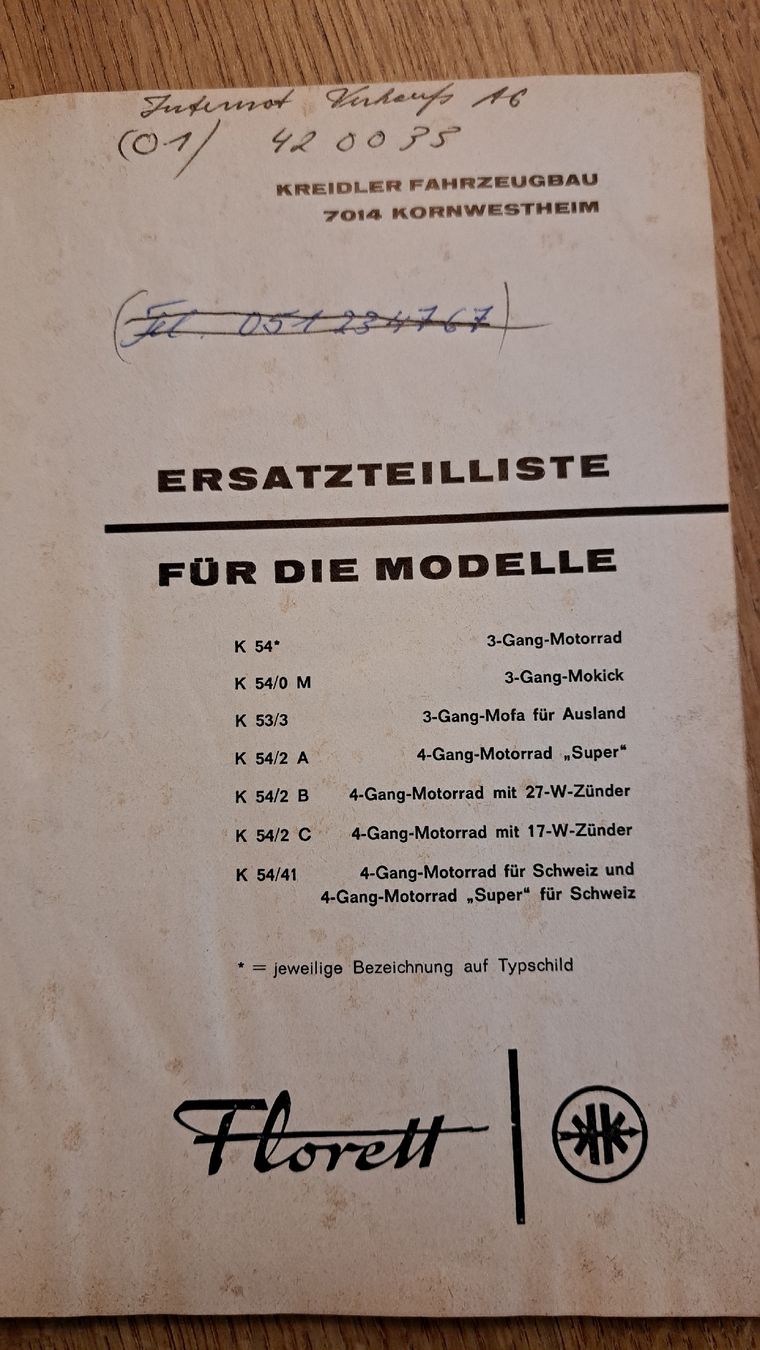 Intermot Verkaufs AG
(01) 42 00 33
KREIDLER FAHRZEUGBAU
7014 KORNWESTHEIM
(Tel. 051 234767)
ERSATZTEILLISTE
FÜR DIE MODELLE
K 54* 3-Gang-Motorrad
K 54/0 M 3-Gang-Mokick
K 53/3 3-Gang-Mofa für Ausland
K 54/2 A 4-Gang-Motorrad „Super“
K 54/2 B 4-Gang-Motorrad mit 27-W-Zünder
K 54/2 C 4-Gang-Motorrad mit 17-W-Zünder
K 54/41 4-Gang-Motorrad für Schweiz und
4-Gang-Motorrad „Super“ für Schweiz
* = jeweilige Bezeichnung auf Typschild
Florett